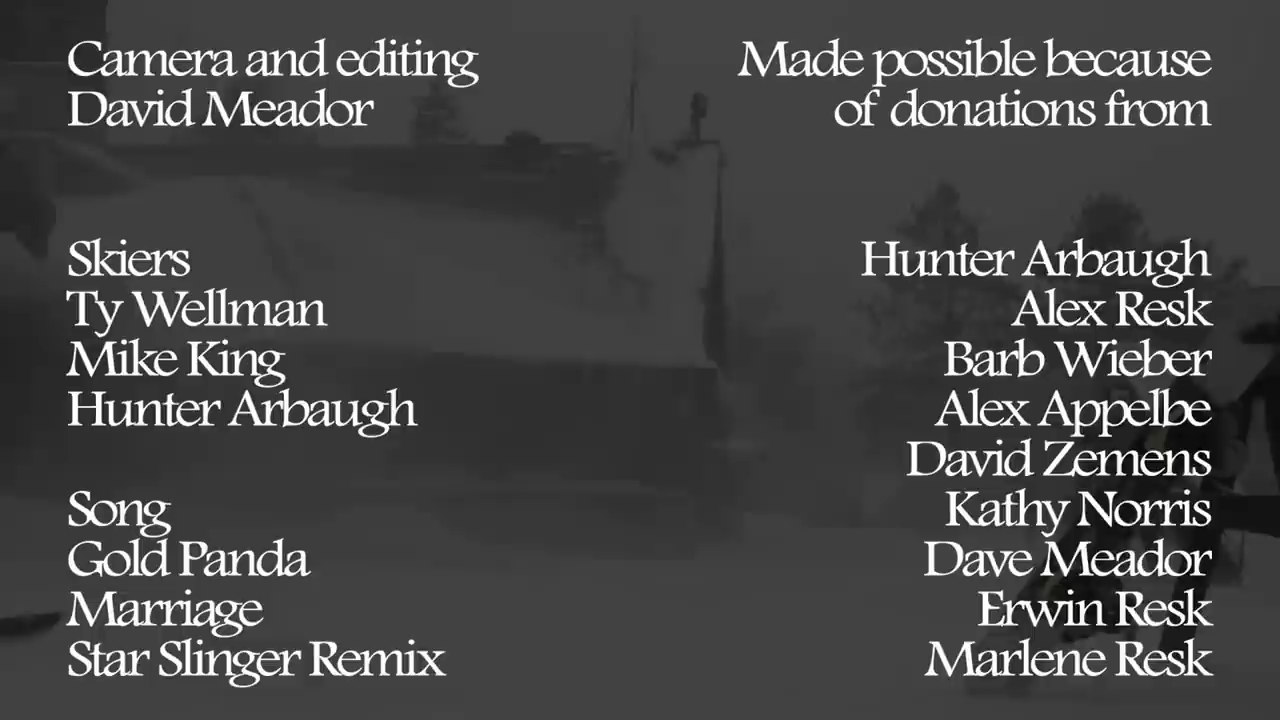 Camera and editing
David Meador
Skiers
Ty Wellman
Mike King
Hunter Arbaugh
Song
Gold Panda
Marriage
Star Slinger Remix
Made possible because
of donations from
Hunter Arbaugh
Alex Resk
Barb Wieber
Alex Appelbe
David Zemens
Kathy Norris
Dave Meador
Erwin Resk
Marlene Resk